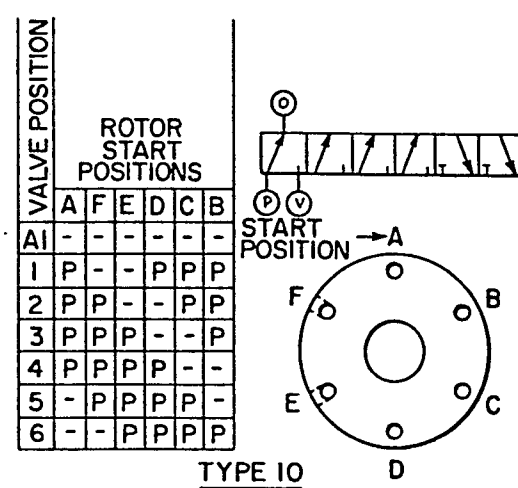 VALVE POSITION
ROTOR
START
POSITIONS
A F E D C B
A1 - - - - - -
1 P - - P P P
2 P P - - P P
3 P P P - - P
4 P P P P - -
5 - P P P P -
6 - - P P P P
O
P V
START
POSITION
A
B
C
D
E
F
TYPE 10